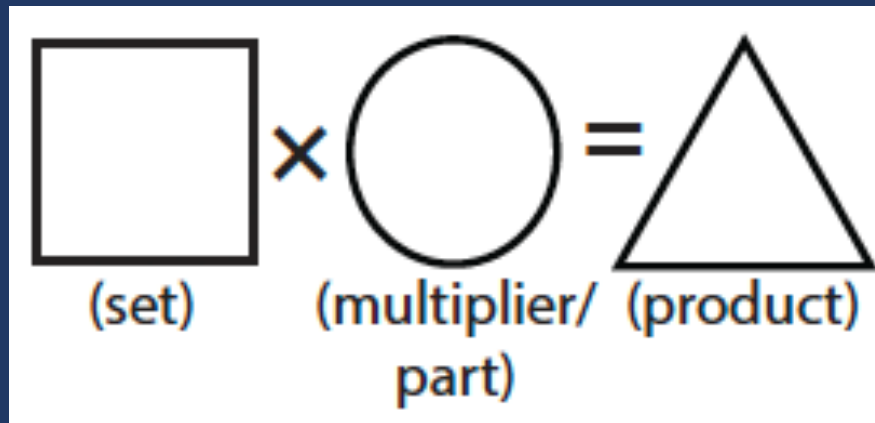 × =
(set) (multiplier/ (product)
part)